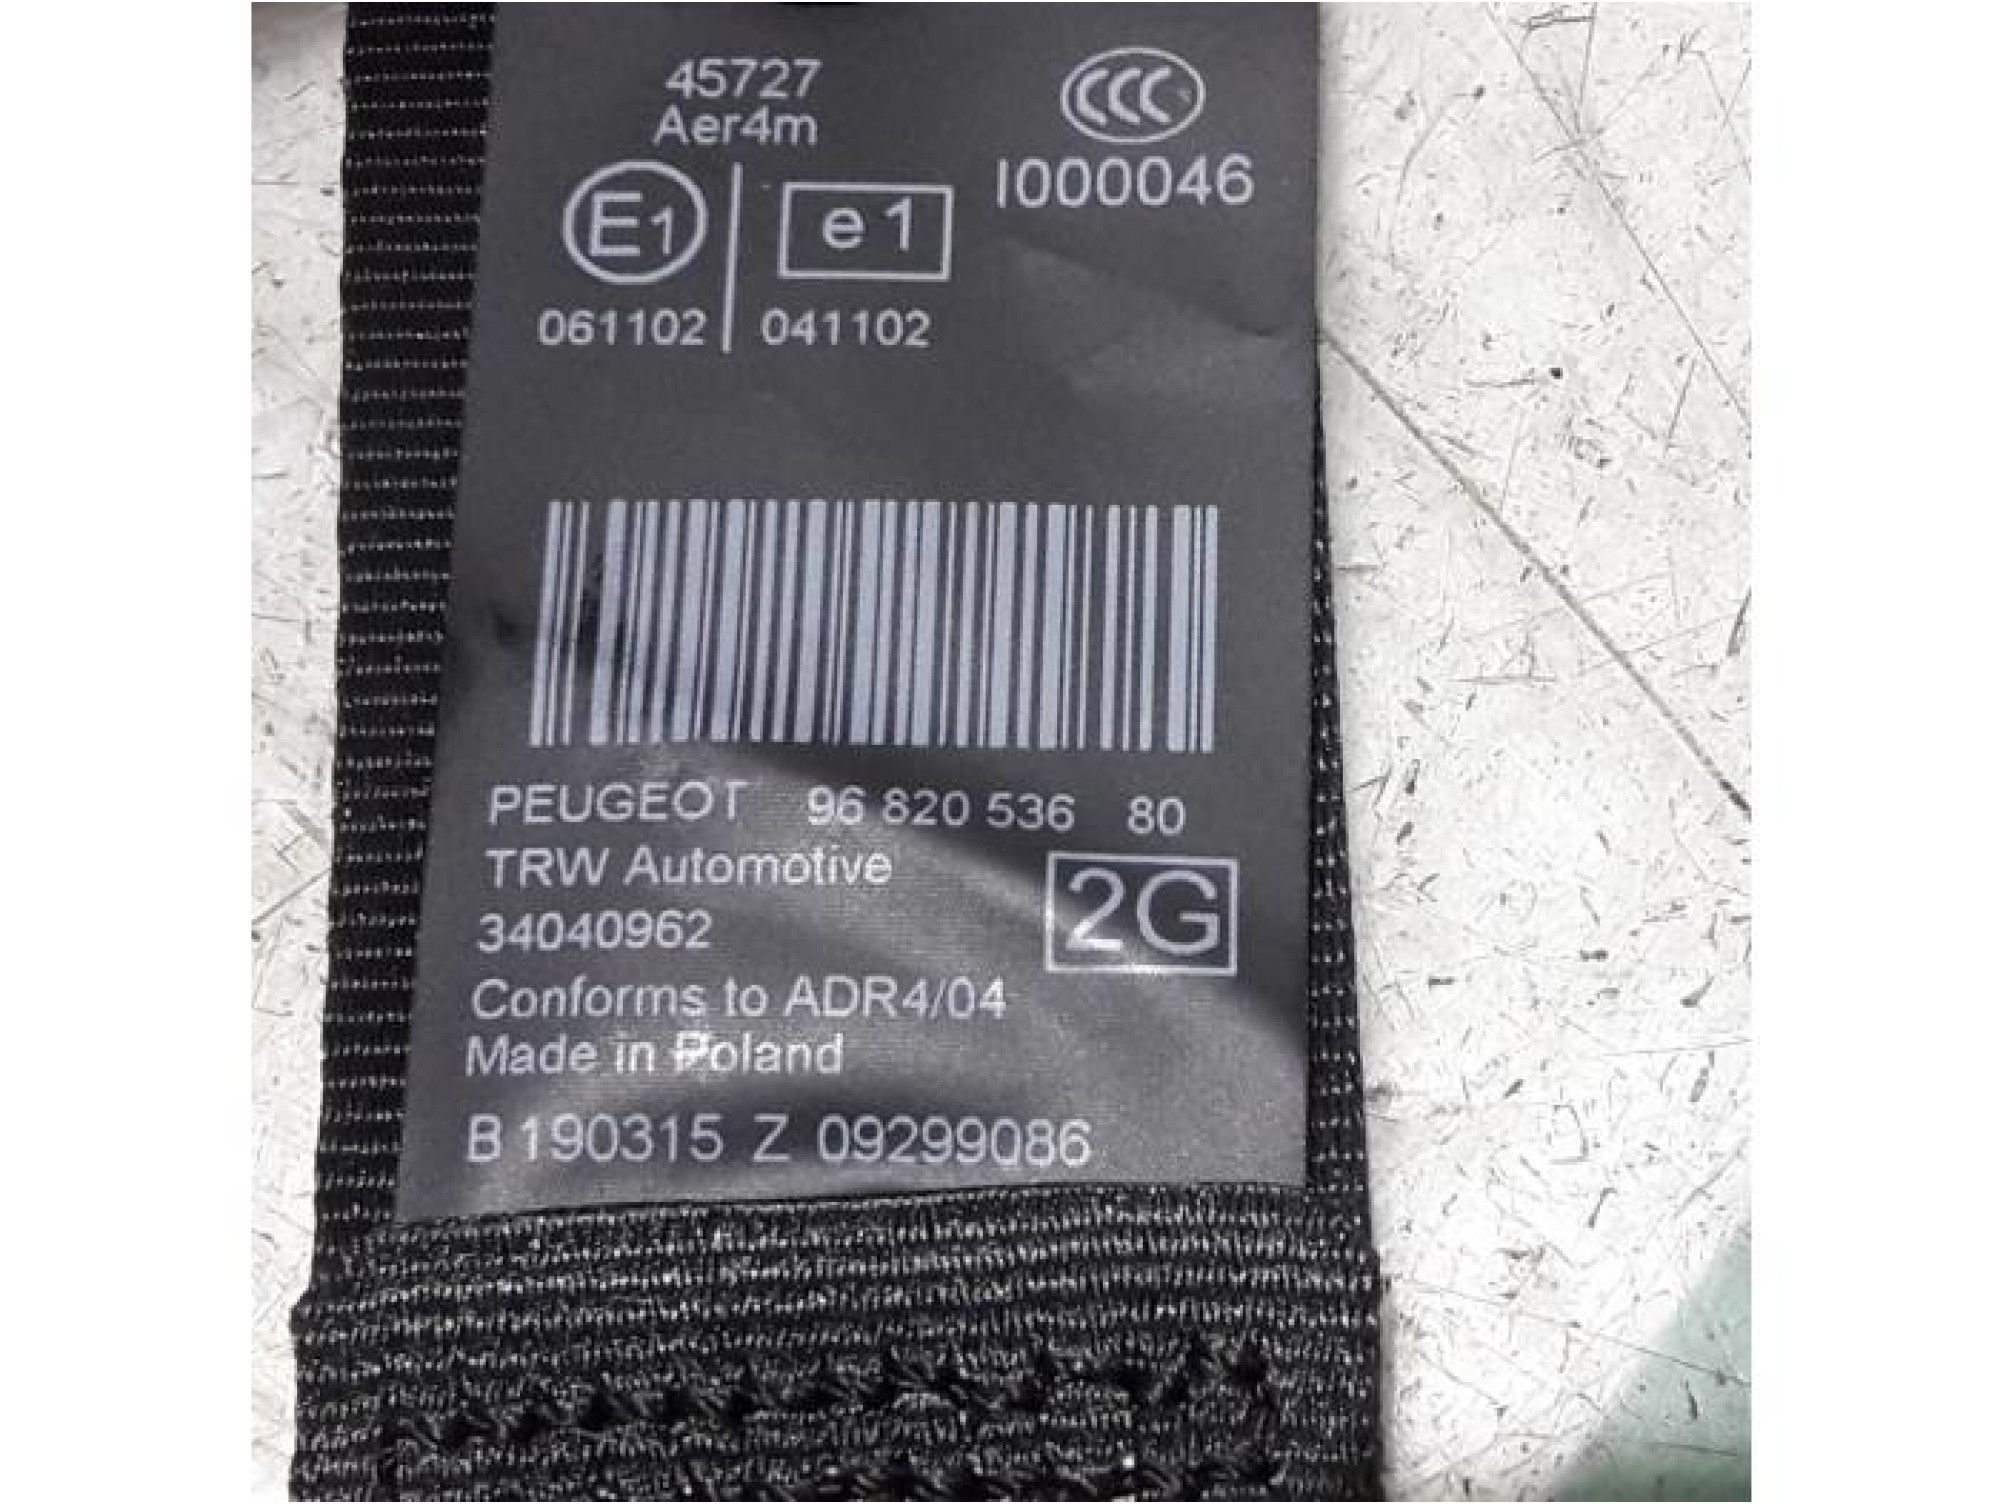 45727
Aer4m
CCC
I000046
E1
e1
061102
041102
PEUGEOT 96 820 536 80
TRW Automotive
34040962
2G
Conforms to ADR4/04
Made in Poland
B 190315 Z 09299086